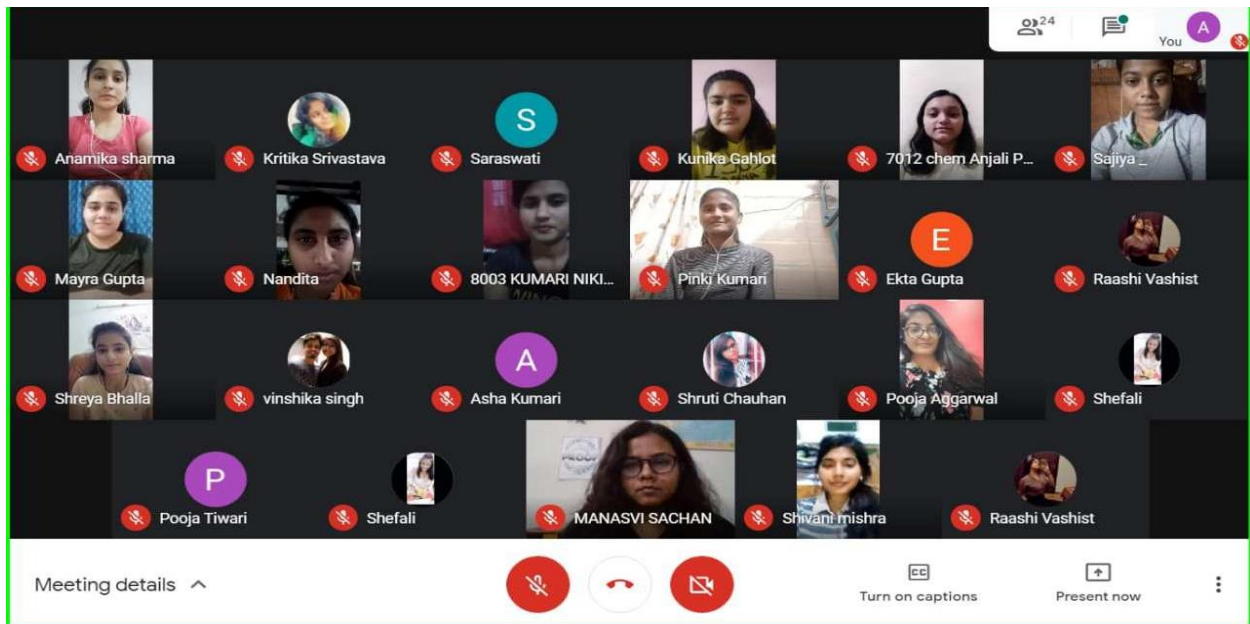 24
You A
S
Anamika sharma Kritika Srivastava Saraswati Kunika Gahlot 7012 chem Anjali P... Sajiya _
E
Mayra Gupta Nandita 8003 KUMARI NIKI... Pinki Kumari Ekta Gupta Raashi Vashist
A
Shreya Bhalla vinshika singh Asha Kumari Shruti Chauhan Pooja Aggarwal Shefali
PROOF
P
Pooja Tiwari Shefali MANASVI SACHAN Shivani mishra Raashi Vashist
Meeting details
CC
Turn on captions Present now